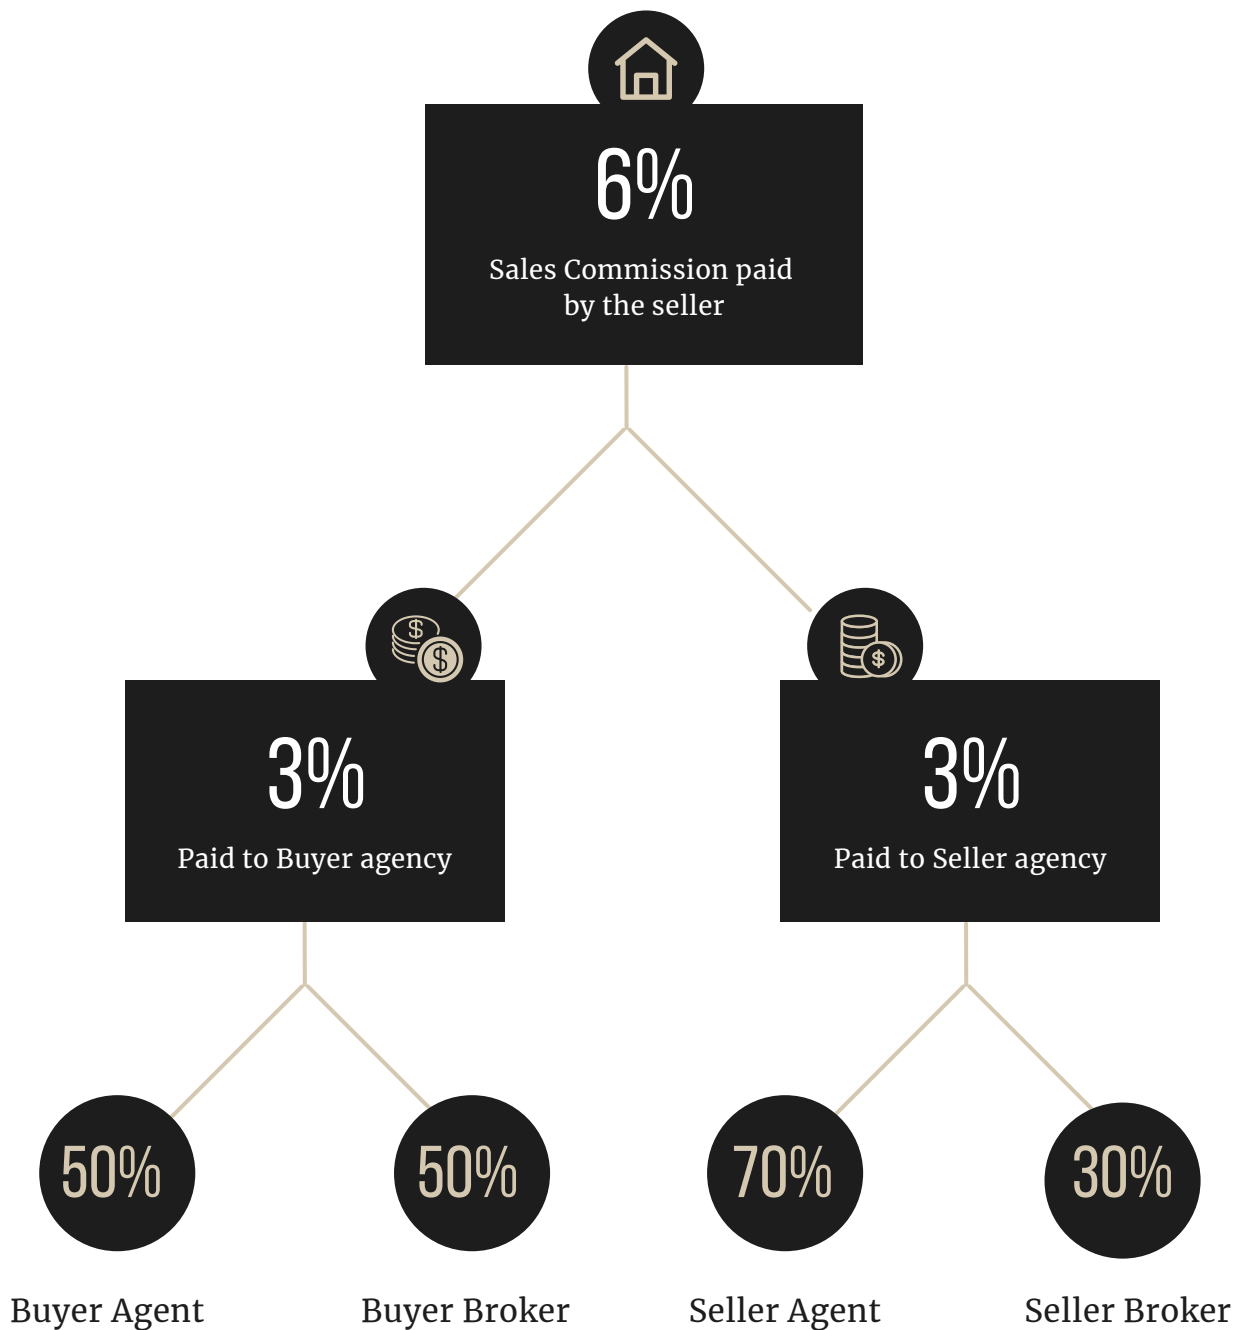 6%
Sales Commission paid
by the seller
3%
Paid to Buyer agency
3%
Paid to Seller agency
50%
50%
70%
30%
Buyer Agent
Buyer Broker
Seller Agent
Seller Broker